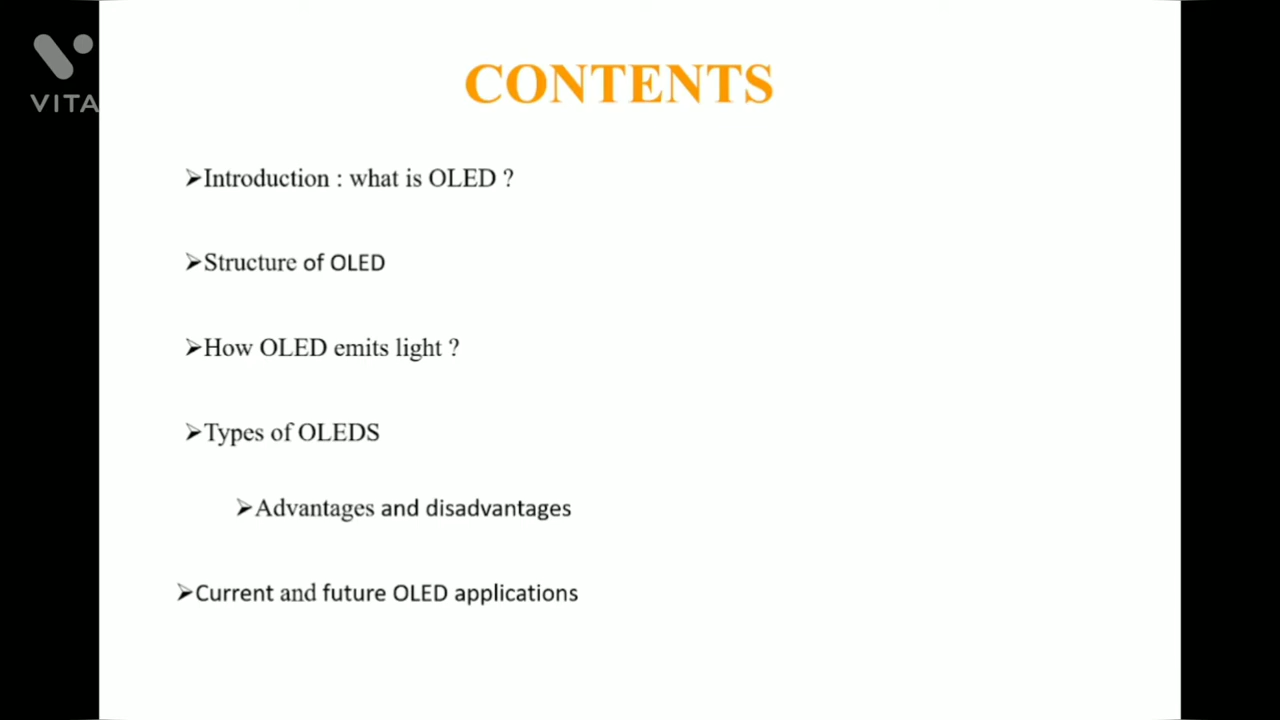 VITA
CONTENTS
➢Introduction : what is OLED ?
➢Structure of OLED
➢How OLED emits light ?
➢Types of OLEDS
➢Advantages and disadvantages
➢Current and future OLED applications